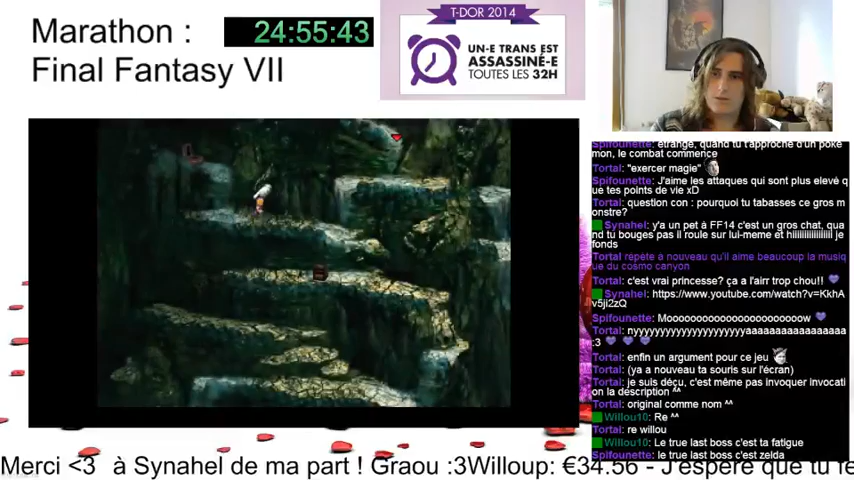 Marathon :
Final Fantasy VII
24:55:43
T-DOR 2014
UN-E TRANS EST
ASSASSINÉ-E
TOUTES LES 32H
Spifounette: etrange, quand tu t'approche d'un poke
mon, le combat commence
Tortal: "exercer magie"
Spifounette: J'aime les attaques qui sont plus elevé q
ue tes points de vie xD
Tortal: question con : pourquoi tu tabasses ce gros m
onstre?
Synahel: y'a un pet à FF14 c'est un gros chat, qua
nd tu bouges pas il roule sur lui-meme et hiiiiiiiiiiiiiiii je
fonds
Tortal répète à nouveau qu'il aime beaucoup la musiq
ue du cosmo canyon
Tortal: c'est vrai princesse? ça a l'airr trop chou!!
Synahel: https://www.youtube.com/watch?v=KkhA
v5ji2zQ
Spifounette: Moooooooooooooooooooooow
Tortal: nyyyyyyyyyyyyyyyyyyyyaaaaaaaaaaaaaaaaa
:3
Tortal: enfin un argument pour ce jeu
Tortal: (ya a nouveau ta souris sur l'écran)
Tortal: je suis déçu, c'est même pas invoquer invocati
on la déscription ^^
Tortal: original comme nom ^^
Willou10: Re ^^
Tortal: re willou
Willou10: Le true last boss c'est ta fatigue
Spifounette: le true last boss c'est zelda
Merci <3 à Synahel de ma part ! Graou :3Willoup: €34.56 - J'espère que tu